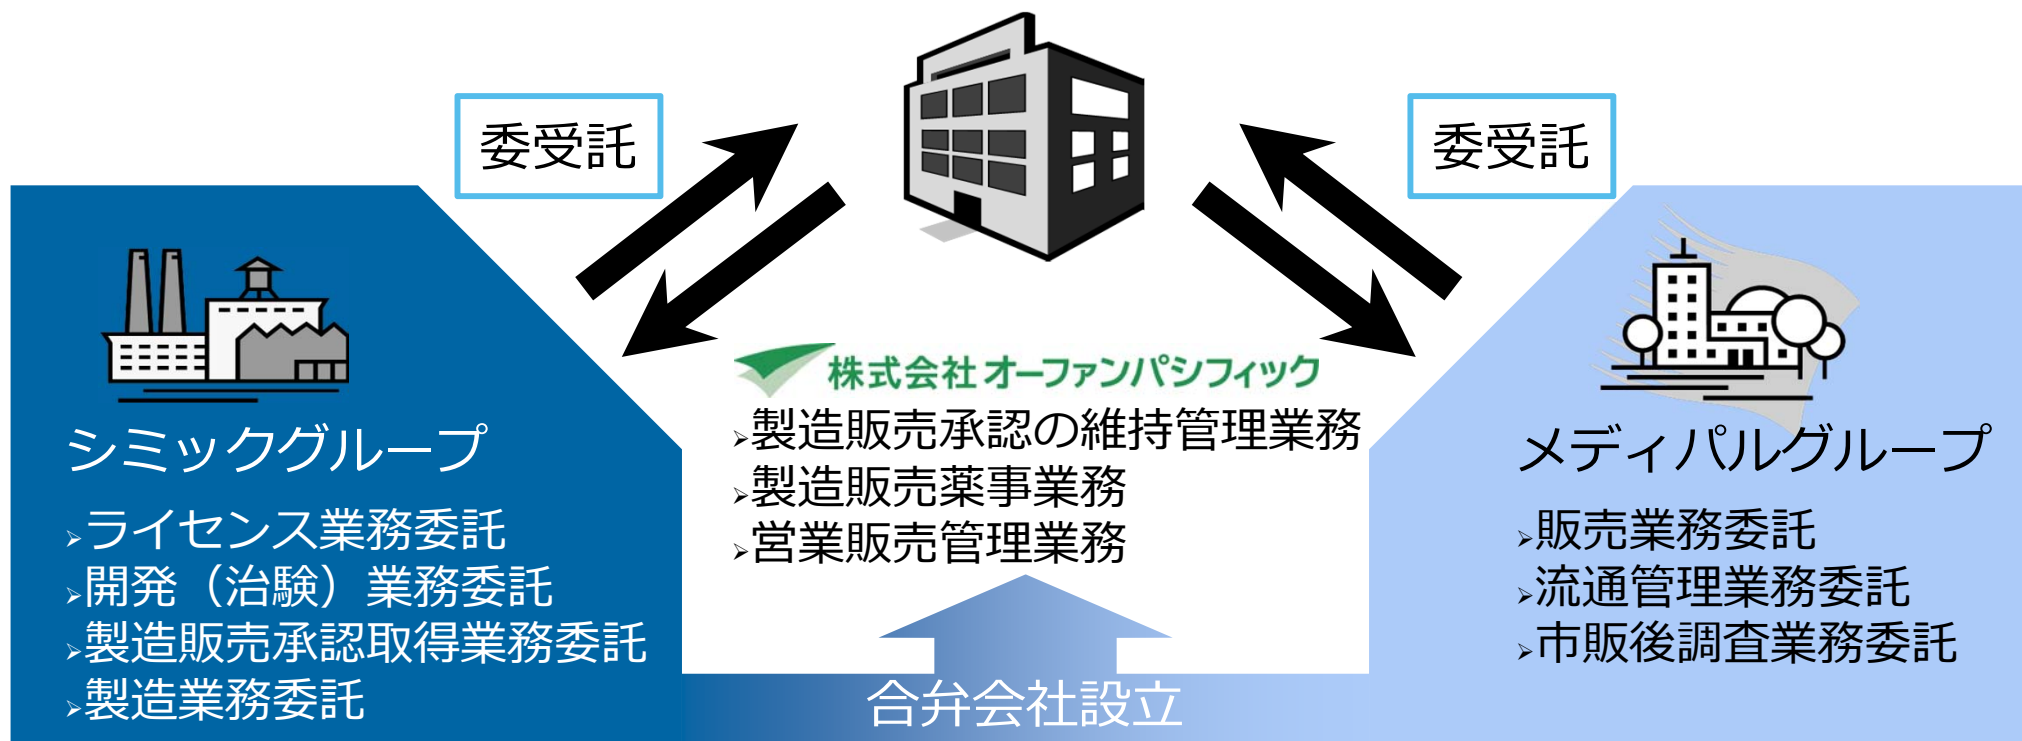 委受託
委受託
シミックグループ
➢ライセンス業務委託
➢開発（治験）業務委託
➢製造販売承認取得業務委託
➢製造業務委託
株式会社オーファンパシフィック
➢製造販売承認の維持管理業務
➢製造販売薬事業務
➢営業販売管理業務
メディパルグループ
➢販売業務委託
➢流通管理業務委託
➢市販後調査業務委託
合弁会社設立